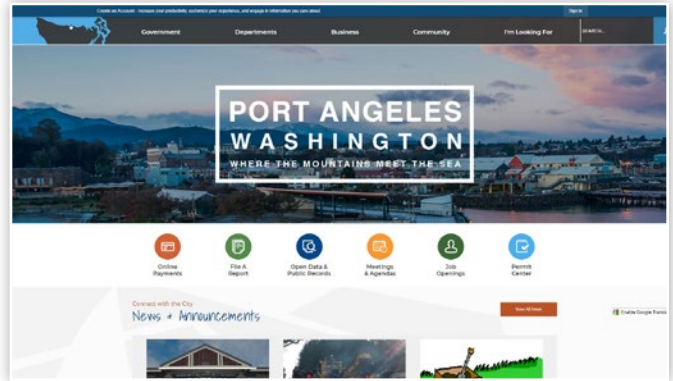 Create an Account - Increase your productivity, customize your experience, and engage in information you care about.
Sign In
Government Departments Business Community I'm Looking For SEARCH...
PORT ANGELES
WASHINGTON
WHERE THE MOUNTAINS MEET THE SEA
Online
Payments
File A
Report
Open Data &
Public Records
Meetings
& Agendas
Job
Openings
Permit
Center
Connect with the City
News + Announcements
View All News
Enable Google Transla